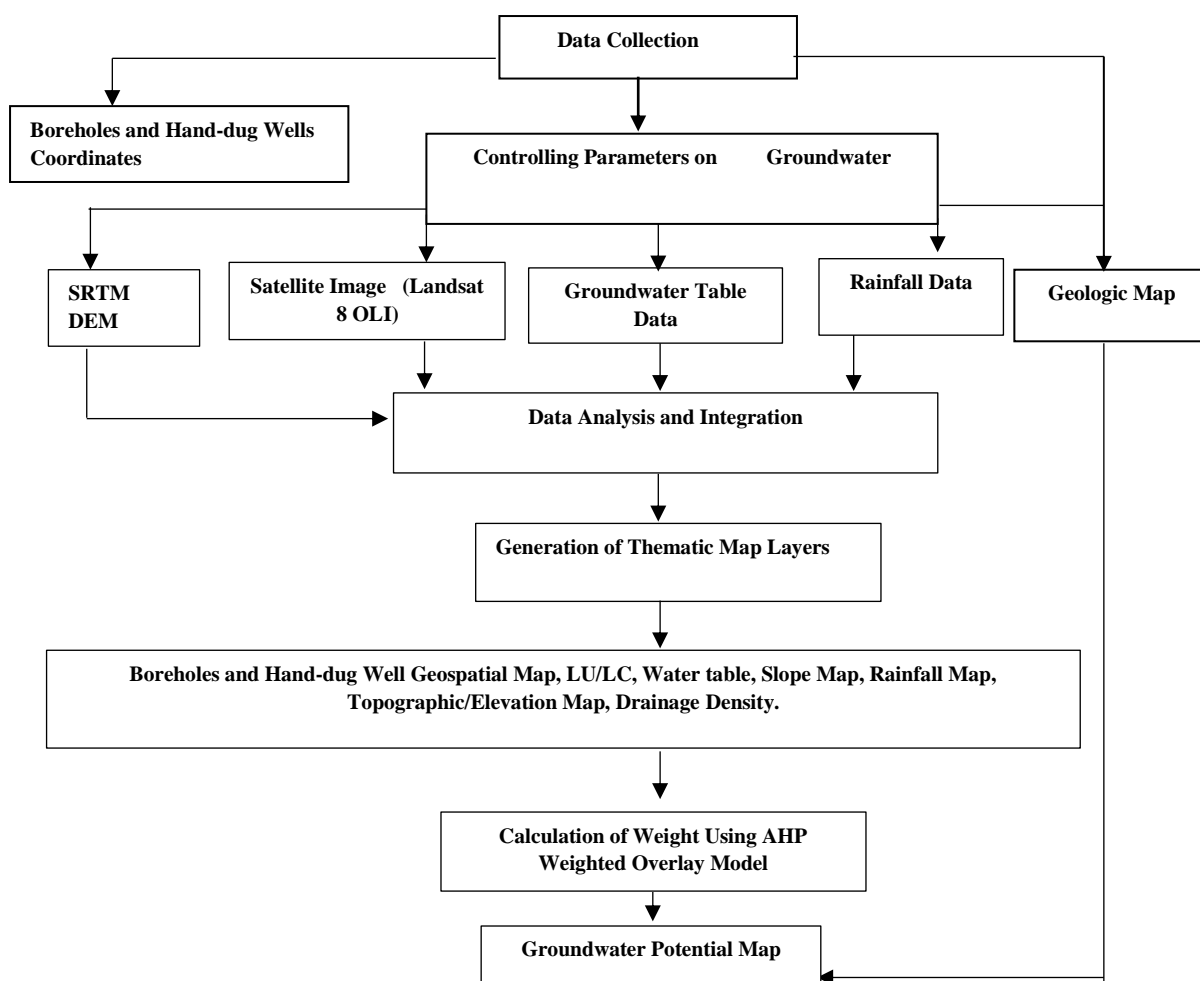 Data Collection
Boreholes and Hand-dug Wells
Coordinates
Controlling Parameters on Groundwater
SRTM
DEM
Satellite Image (Landsat
8 OLI)
Groundwater Table
Data
Rainfall Data
Geologic Map
Data Analysis and Integration
Generation of Thematic Map Layers
Boreholes and Hand-dug Well Geospatial Map, LU/LC, Water table, Slope Map, Rainfall Map,
Topographic/Elevation Map, Drainage Density.
Calculation of Weight Using AHP
Weighted Overlay Model
Groundwater Potential Map